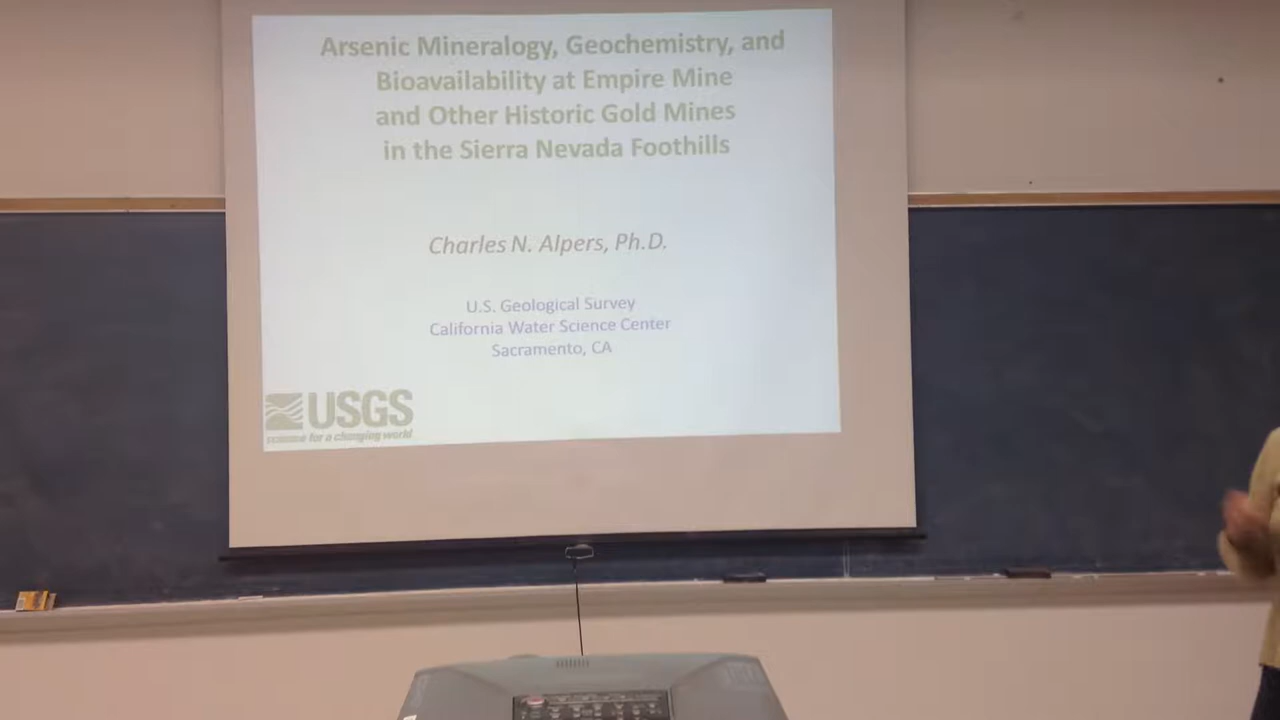 Arsenic Mineralogy, Geochemistry, and
Bioavailability at Empire Mine
and Other Historic Gold Mines
in the Sierra Nevada Foothills
Charles N. Alpers, Ph.D.
U.S. Geological Survey
California Water Science Center
Sacramento, CA
USGS
science for a changing world